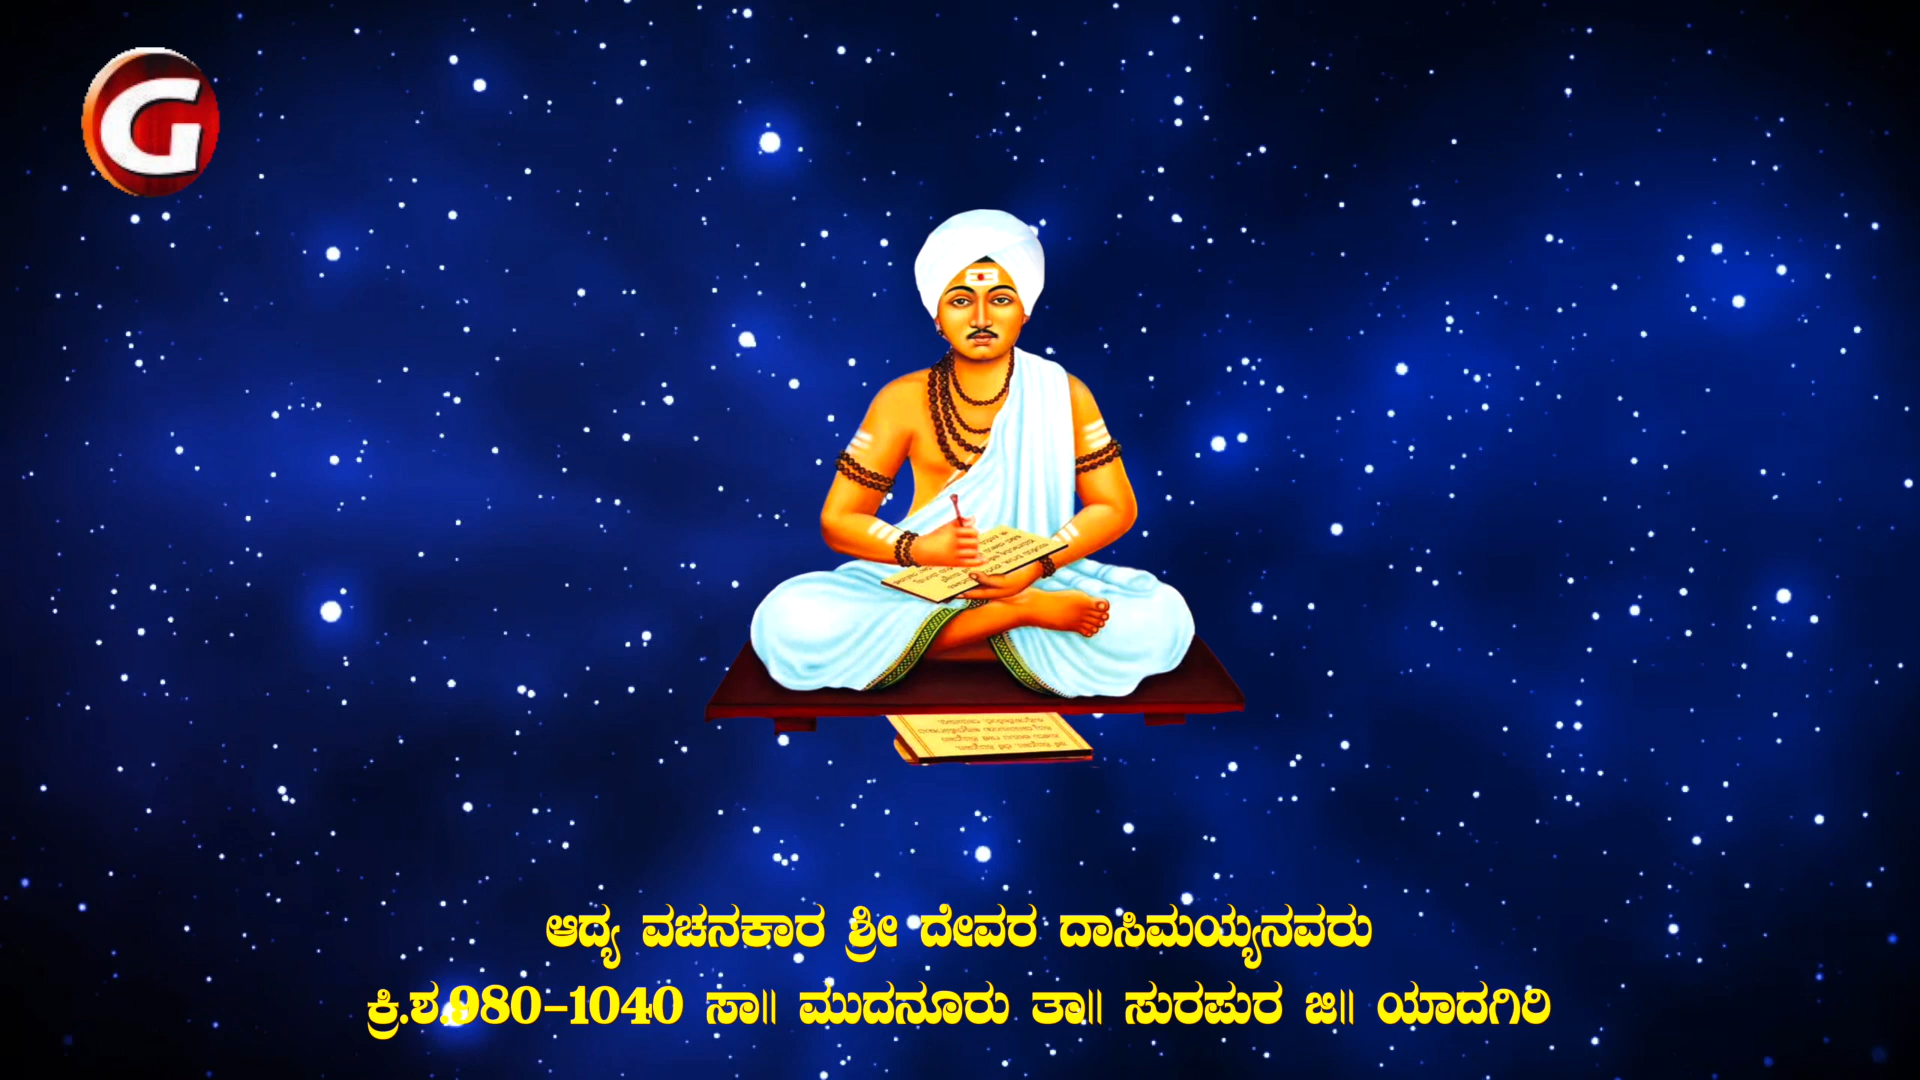 G
ಆದ್ಯ ವಚನಕಾರ ಶ್ರೀ ದೇವರ ದಾಸಿಮಯ್ಯನವರು
ಕ್ರಿ.ಶ.980-1040 ಸಾ॥ ಮುದನೂರು ತಾ॥ ಸುರಪುರ ಜಿ॥ ಯಾದಗಿರಿ